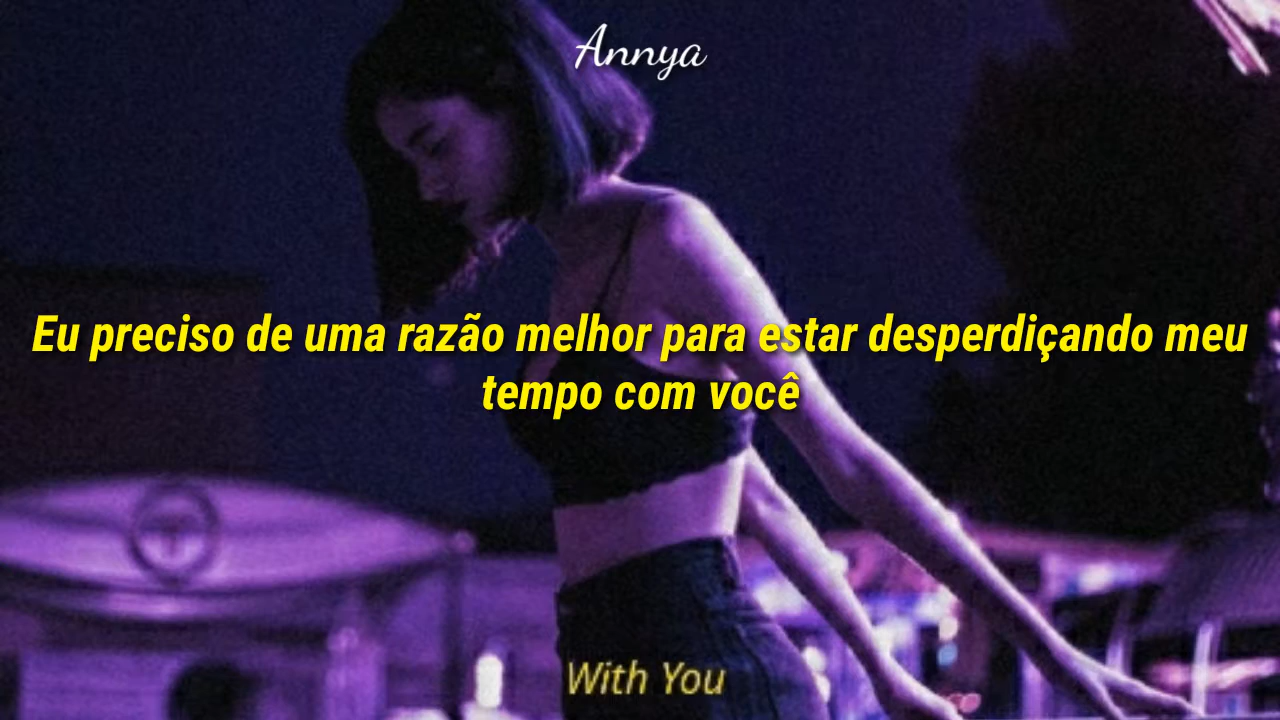 Annya
Eu preciso de uma razão melhor para estar desperdiçando meu
tempo com você
With You